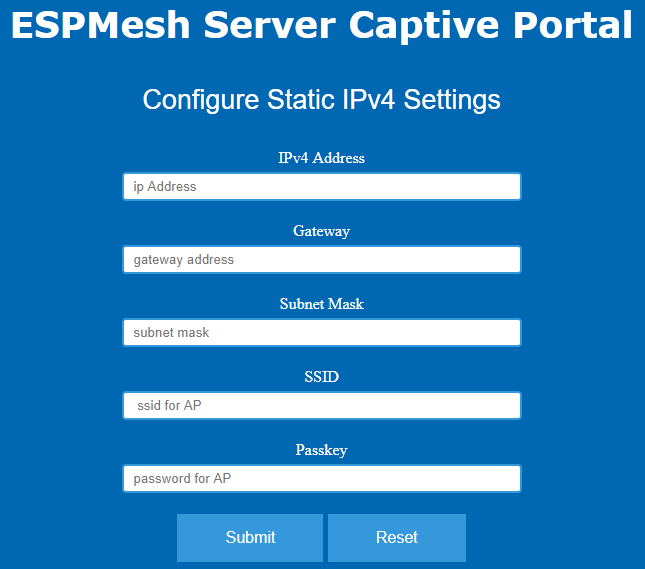 ESPMesh Server Captive Portal
Configure Static IPv4 Settings
IPv4 Address
ip Address
Gateway
gateway address
Subnet Mask
subnet mask
SSID
ssid for AP
Passkey
password for AP
Submit Reset